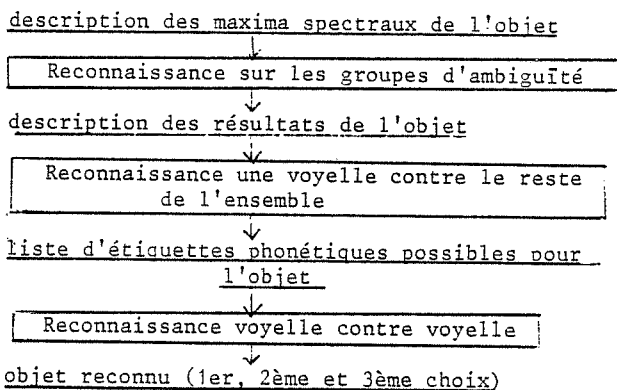 description des maxima spectraux de l'objet
Reconnaissance sur les groupes d'ambiguïté
description des résultats de l'objet
Reconnaissance une voyelle contre le reste
de l'ensemble
liste d'étiquettes phonétiques possibles pour
l'objet
Reconnaissance voyelle contre voyelle
objet reconnu (1er, 2ème et 3ème choix)